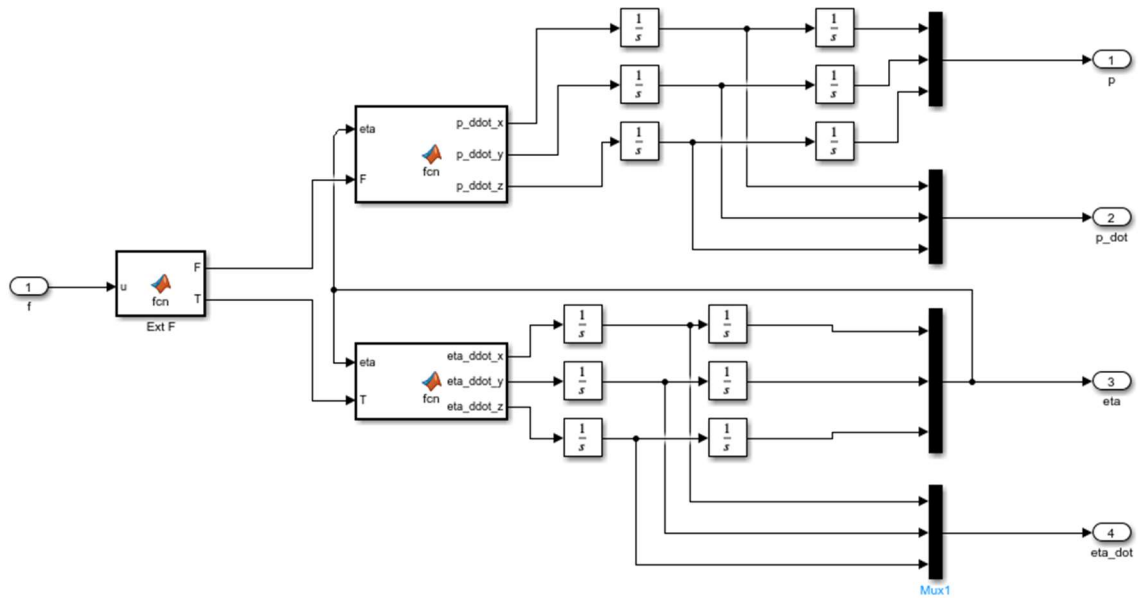 1
f
u
fcn
F
T
Ext F
eta
F
fcn
p_ddot_x
p_ddot_y
p_ddot_z
eta
T
fcn
eta_ddot_x
eta_ddot_y
eta_ddot_z
1
s
1
s
1
s
1
s
1
s
1
s
1
s
1
s
1
s
1
s
1
s
1
s
1
p
2
p_dot
3
eta
4
eta_dot
Mux1